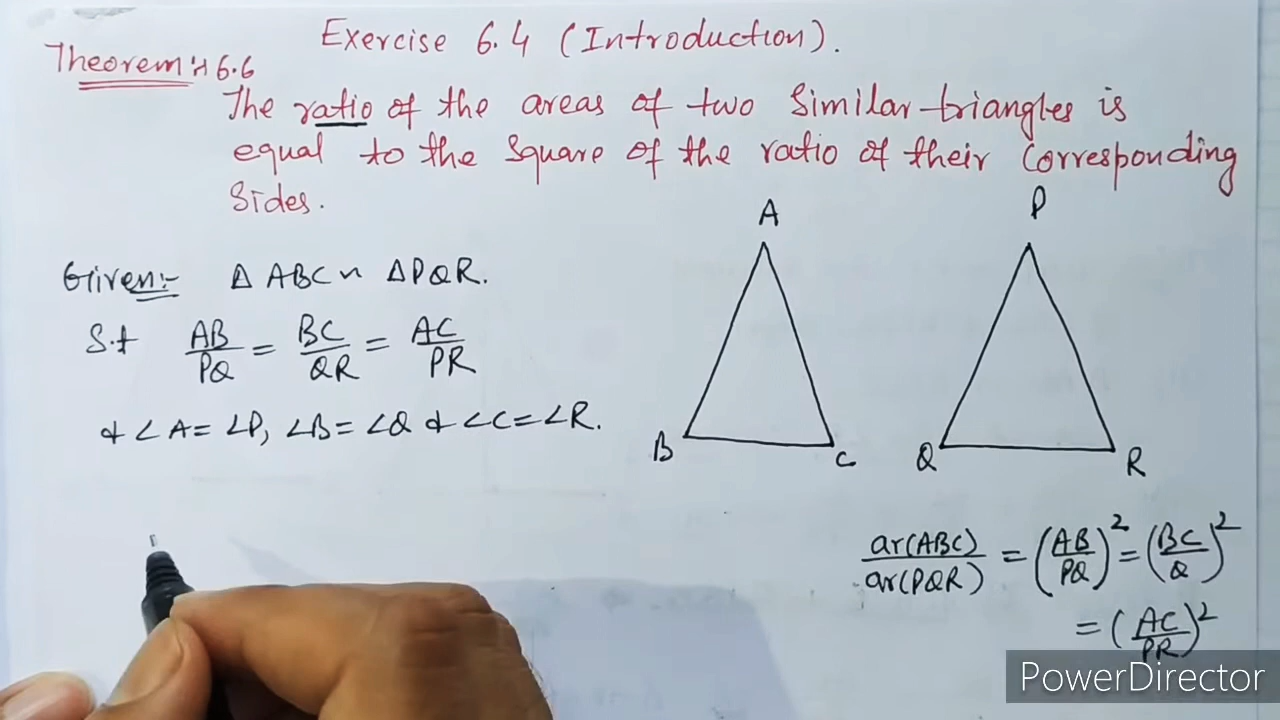 Exercise 6.4 (Introduction).
Theorem:- 6.6
The ratio of the areas of two Similar triangles is
equal to the Square of the ratio of their Corresponding
Sides.
Given:- Δ ABC ~ ΔPQR.
S.t AB/PQ = BC/QR = AC/PR
& ∠A = ∠P, ∠B = ∠Q & ∠C = ∠R.
A
B
C
P
Q
R
ar(ABC)/ar(PQR) = (AB/PQ)² = (BC/Q)²
= (AC/PR)²
PowerDirector